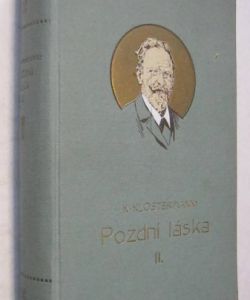 K. KLOSTERMANN
Pozdní láska
II.